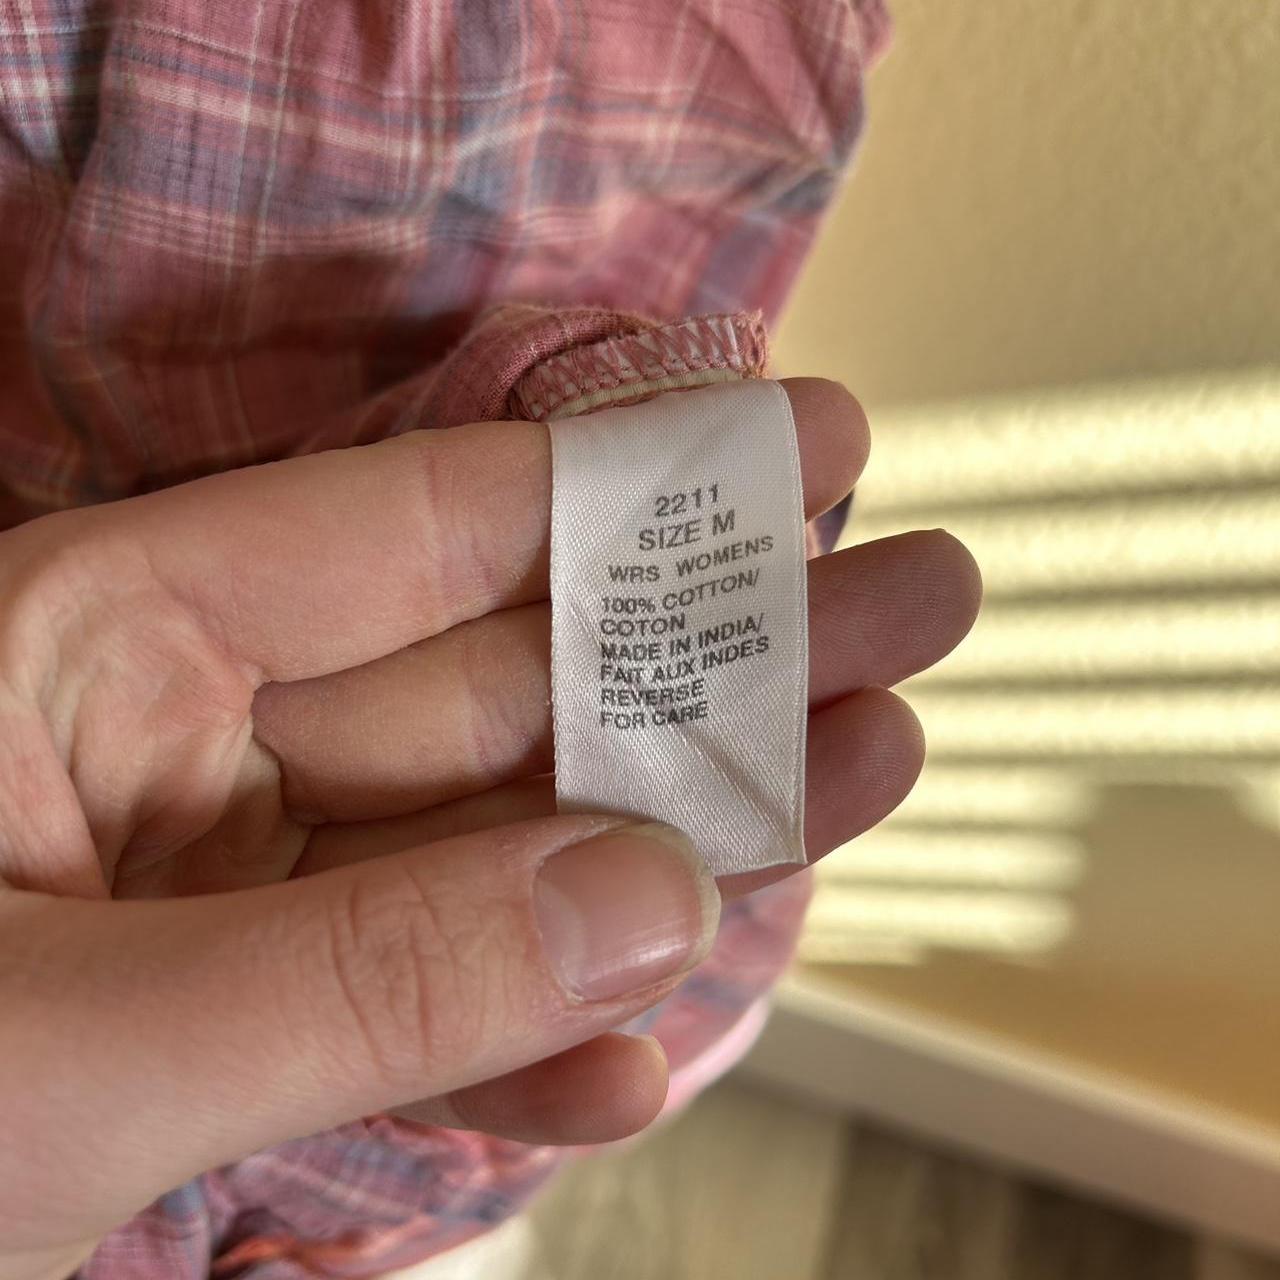 2211
SIZE M
WRS WOMENS
100% COTTON/
COTON
MADE IN INDIA/
FAIT AUX INDES
REVERSE
FOR CARE